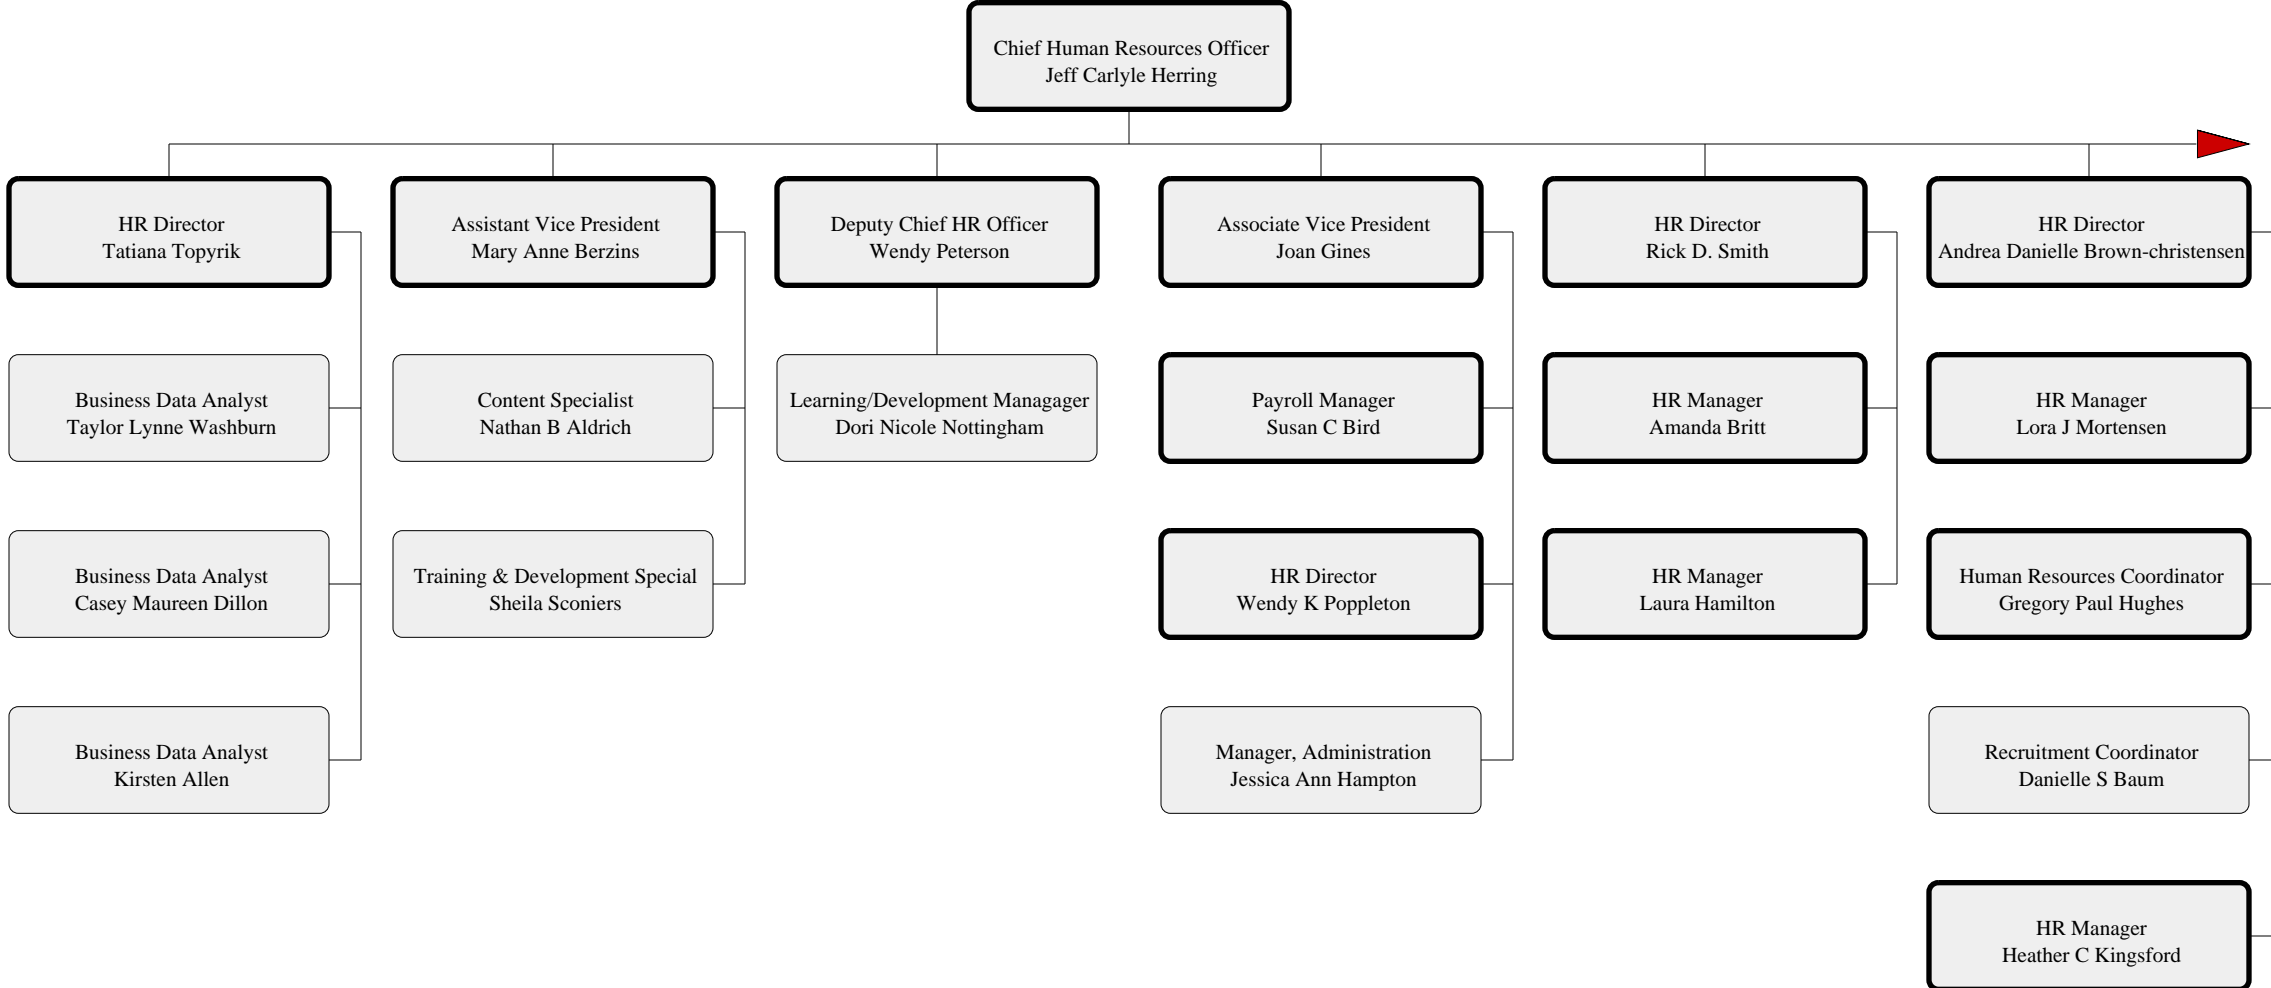 Chief Human Resources Officer
Jeff Carlyle Herring
HR Director
Tatiana Topyrik
Assistant Vice President
Mary Anne Berzins
Deputy Chief HR Officer
Wendy Peterson
Associate Vice President
Joan Gines
HR Director
Rick D. Smith
HR Director
Andrea Danielle Brown-christensen
Business Data Analyst
Taylor Lynne Washburn
Content Specialist
Nathan B Aldrich
Learning/Development Managager
Dori Nicole Nottingham
Payroll Manager
Susan C Bird
HR Manager
Amanda Britt
HR Manager
Lora J Mortensen
Business Data Analyst
Casey Maureen Dillon
Training & Development Special
Sheila Sconiers
HR Director
Wendy K Poppleton
HR Manager
Laura Hamilton
Human Resources Coordinator
Gregory Paul Hughes
Business Data Analyst
Kirsten Allen
Manager, Administration
Jessica Ann Hampton
Recruitment Coordinator
Danielle S Baum
HR Manager
Heather C Kingsford